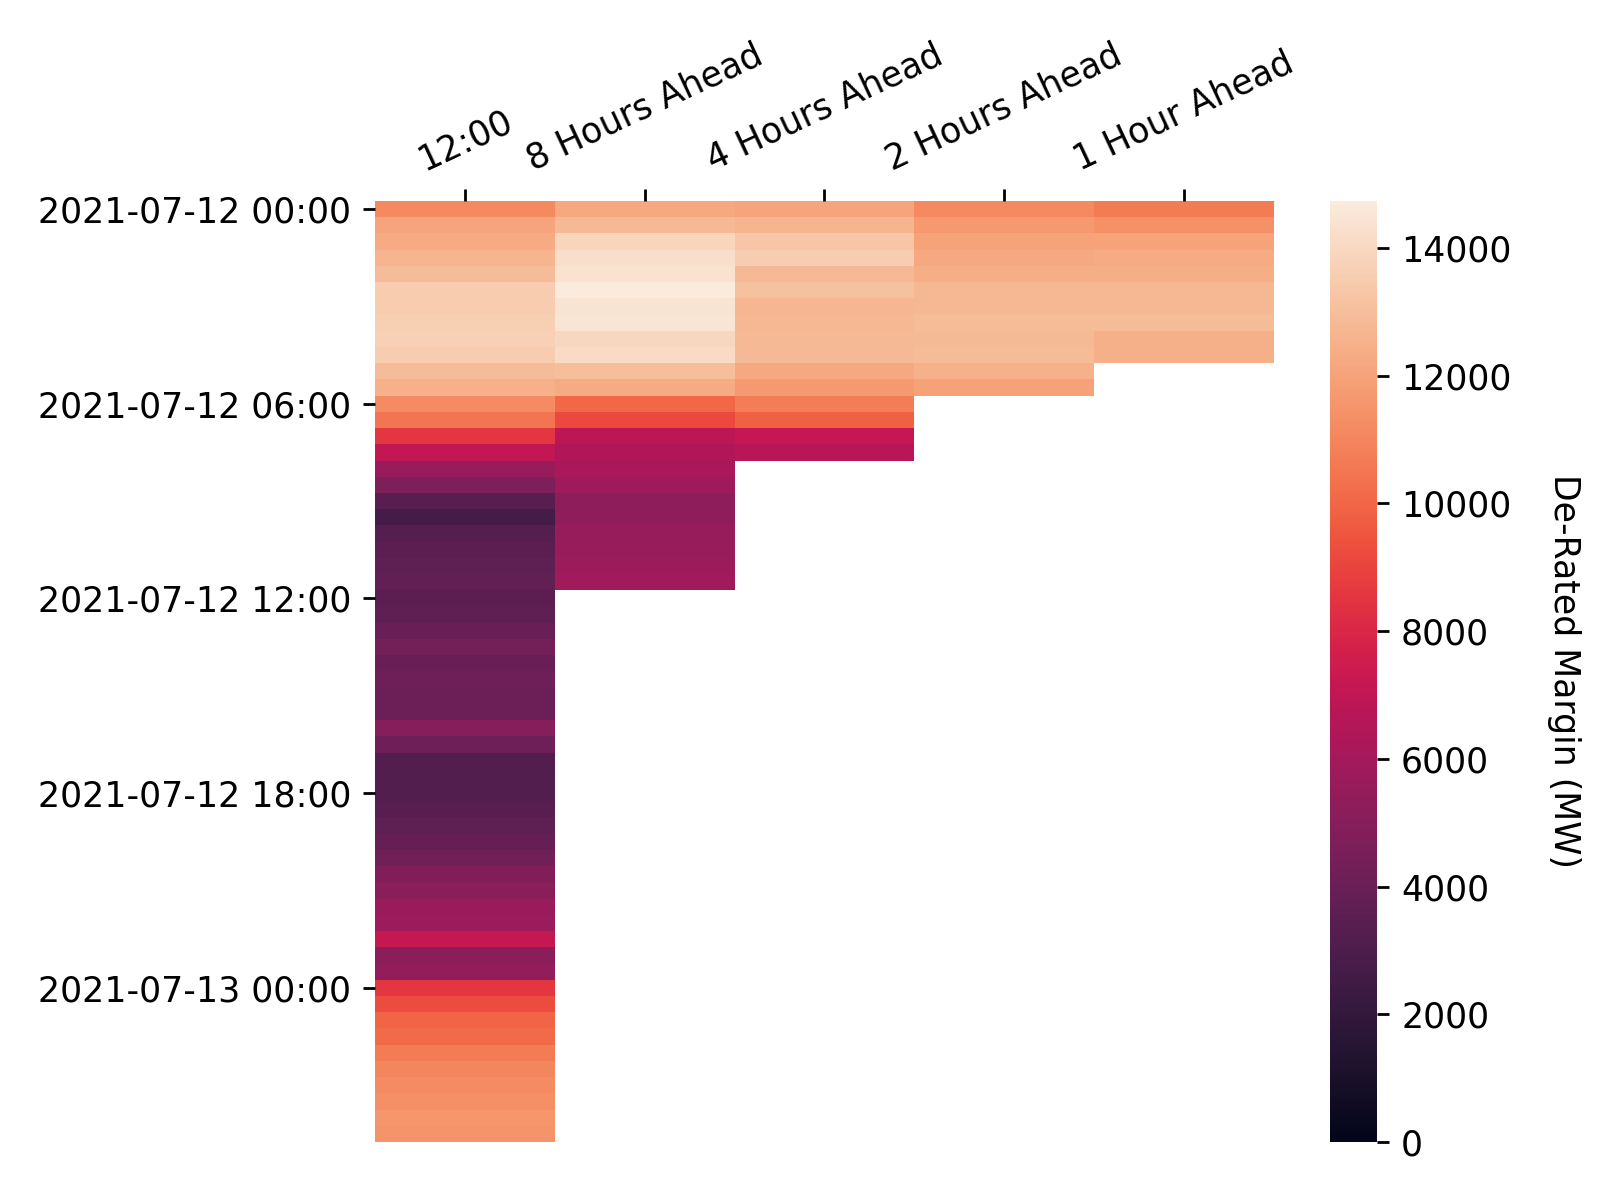 12:00
8 Hours Ahead
4 Hours Ahead
2 Hours Ahead
1 Hour Ahead
2021-07-12 00:00
2021-07-12 06:00
2021-07-12 12:00
2021-07-12 18:00
2021-07-13 00:00
14000
12000
10000
8000
6000
4000
2000
0
De-Rated Margin (MW)